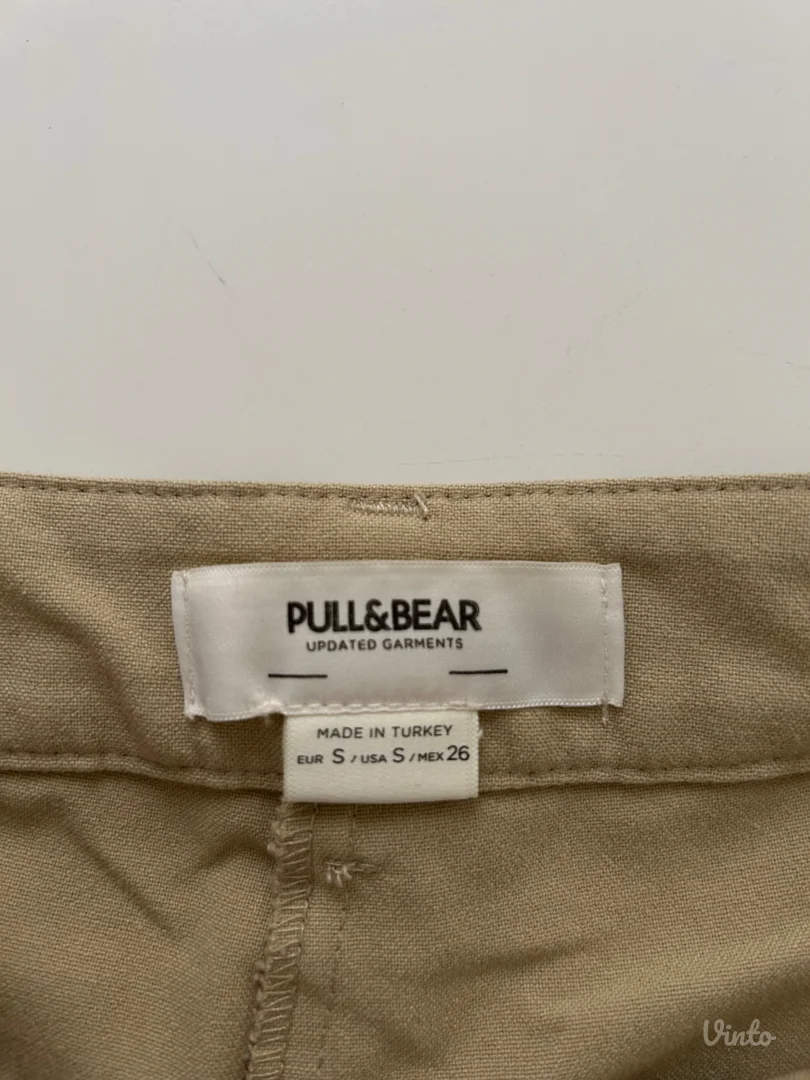 PULL&BEAR
UPDATED GARMENTS
MADE IN TURKEY
EUR S / USA S / MEX 26
Vinto